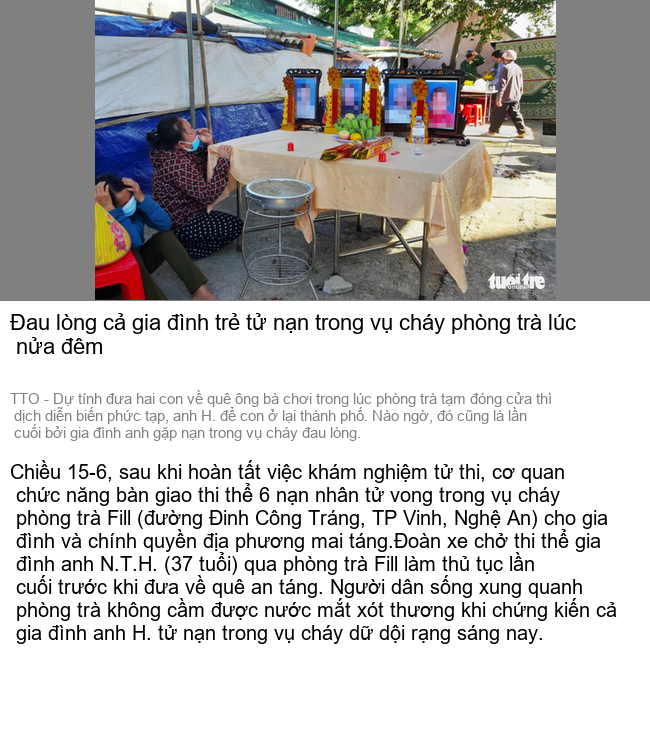 tuổi trẻ
online
Đau lòng cả gia đình trẻ tử nạn trong vụ cháy phòng trà lúc
nửa đêm
TTO - Dự tính đưa hai con về quê ông bà chơi trong lúc phòng trà tạm đóng cửa thì
dịch diễn biến phức tạp, anh H. để con ở lại thành phố. Nào ngờ, đó cũng là lần
cuối bởi gia đình anh gặp nạn trong vụ cháy đau lòng.
Chiều 15-6, sau khi hoàn tất việc khám nghiệm tử thi, cơ quan
chức năng bàn giao thi thể 6 nạn nhân tử vong trong vụ cháy
phòng trà Fill (đường Đinh Công Tráng, TP Vinh, Nghệ An) cho gia
đình và chính quyền địa phương mai táng.Đoàn xe chở thi thể gia
đình anh N.T.H. (37 tuổi) qua phòng trà Fill làm thủ tục lần
cuối trước khi đưa về quê an táng. Người dân sống xung quanh
phòng trà không cầm được nước mắt xót thương khi chứng kiến cả
gia đình anh H. tử nạn trong vụ cháy dữ dội rạng sáng nay.